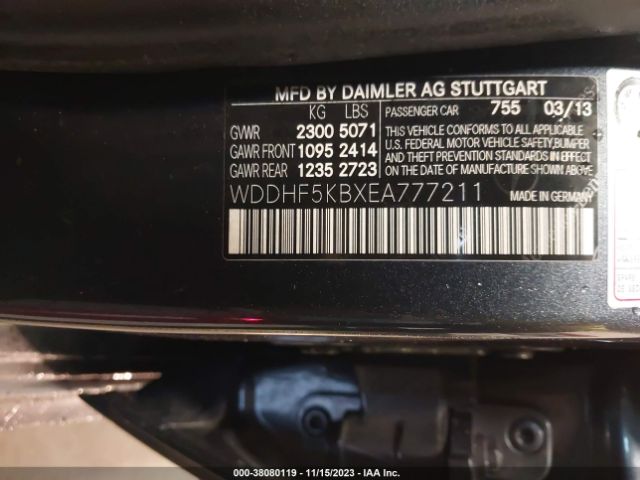 MFD BY DAIMLER AG STUTTGART
KG LBS PASSENGER CAR 755 03/13
GVWR 2300 5071
GAWR FRONT 1095 2414
GAWR REAR 1235 2723
THIS VEHICLE CONFORMS TO ALL APPLICABLE
U.S. FEDERAL MOTOR VEHICLE SAFETY, BUMPER
AND THEFT PREVENTION STANDARDS IN EFFECT
ON THE DATE OF MANUFACTURE SHOWN ABOVE.
WDDHF5KBXEA777211 MADE IN GERMANY
000-38080119 - 11/15/2023 - IAA Inc.